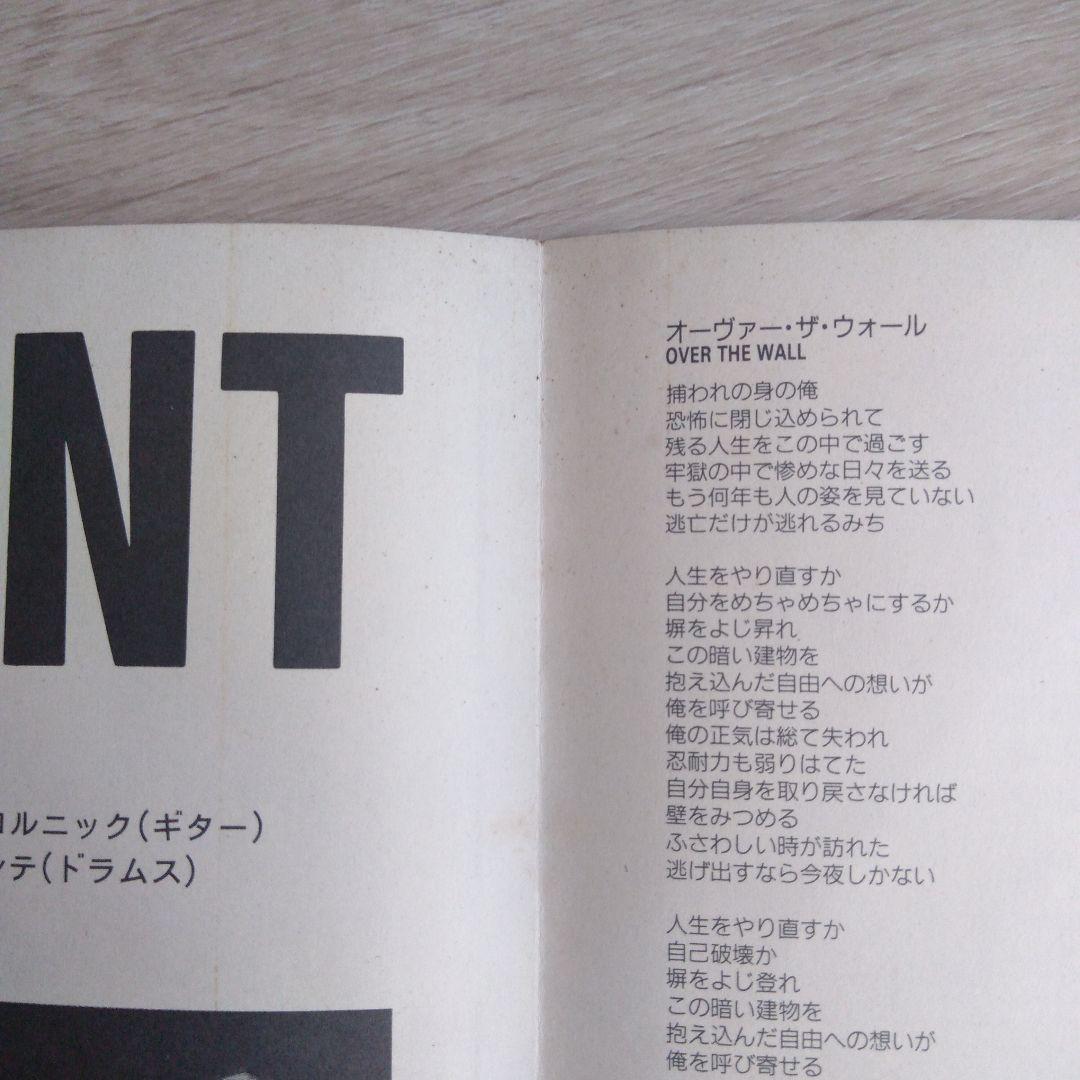 NT
ルニック(ギター)
テ(ドラムス)
オーヴァー・ザ・ウォール
OVER THE WALL
捕われの身の俺
恐怖に閉じ込められて
残る人生をこの中で過ごす
牢獄の中で惨めな日々を送る
もう何年も人の姿を見ていない
逃亡だけが逃れるみち
人生をやり直すか
自分をめちゃめちゃにするか
塀をよじ昇れ
この暗い建物を
抱え込んだ自由への想いが
俺を呼び寄せる
俺の正気は総て失われ
忍耐力も弱りはてた
自分自身を取り戻さなければ
壁をみつめる
ふさわしい時が訪れた
逃げ出すなら今夜しかない
人生をやり直すか
自己破壊か
塀をよじ登れ
この暗い建物を
抱え込んだ自由への想いが
俺を呼び寄せる